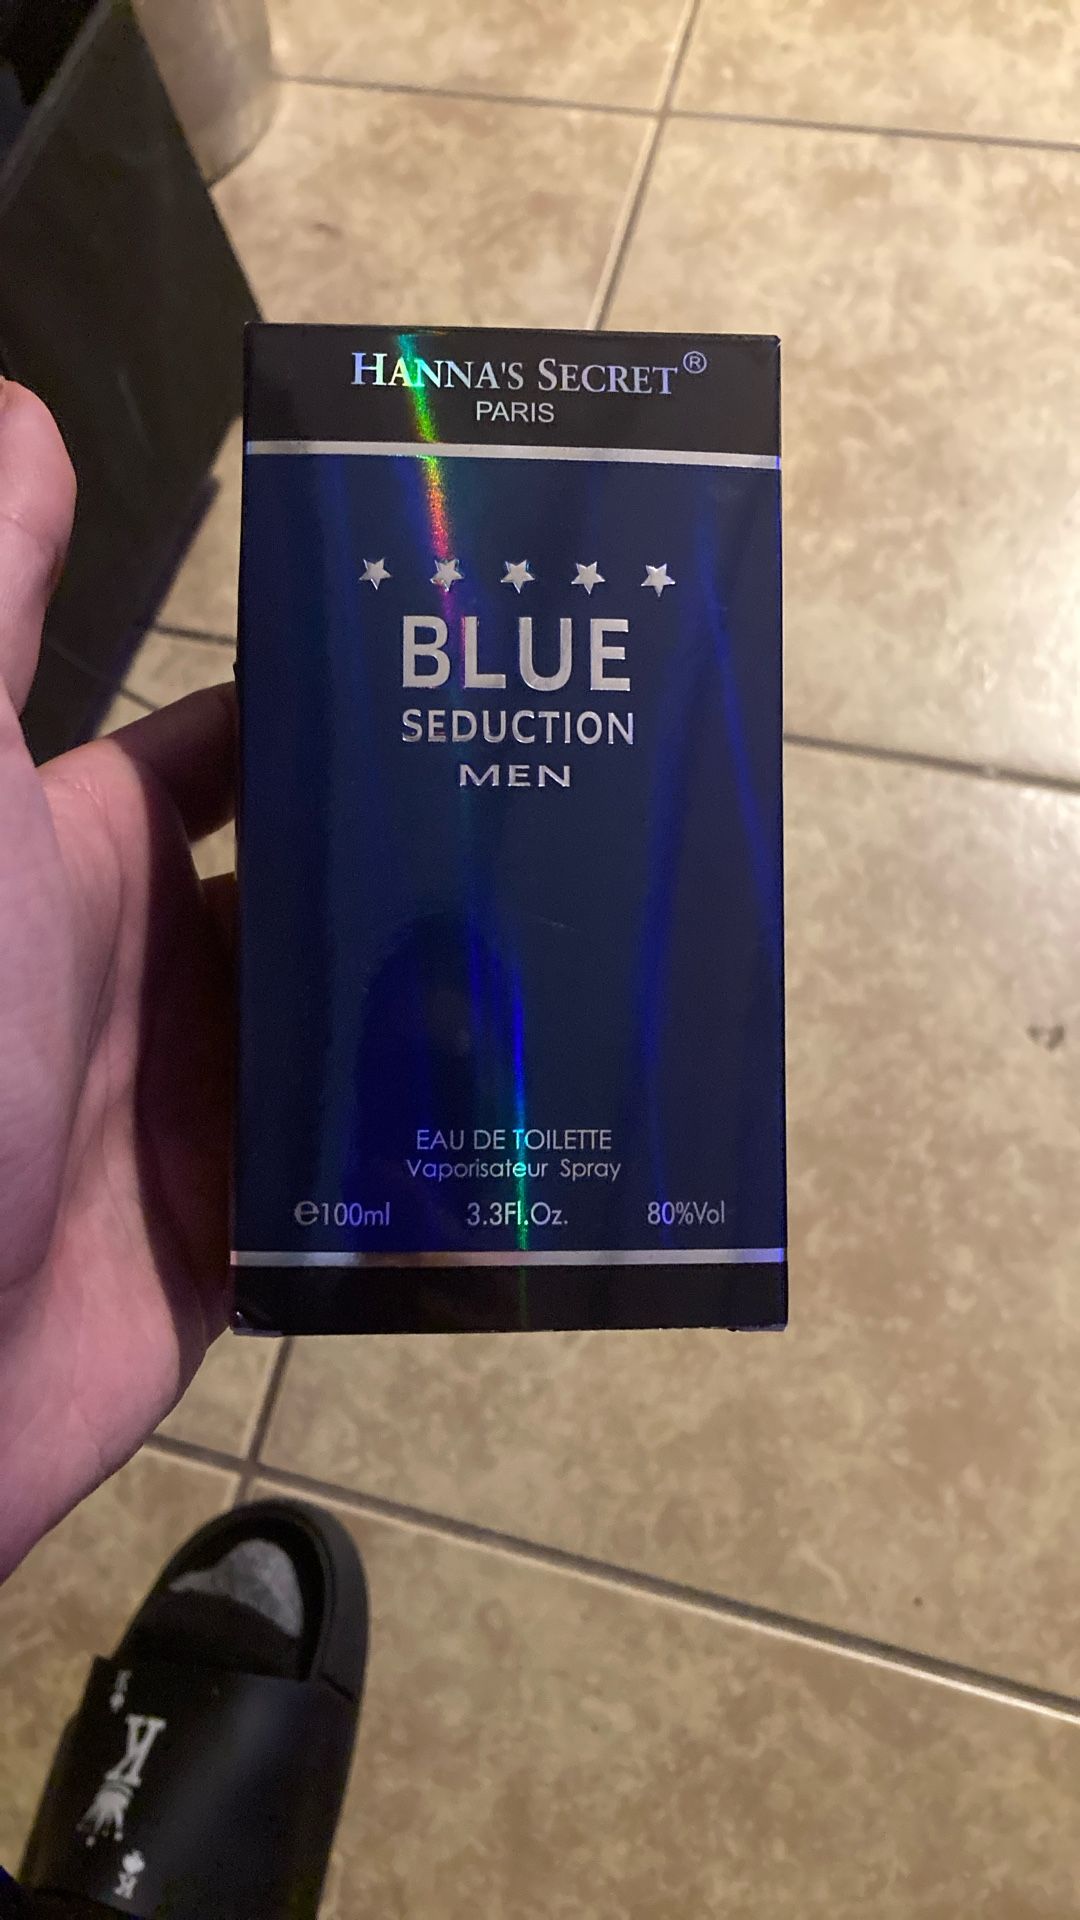 HANNA'S SECRET®
PARIS
BLUE
SEDUCTION
MEN
EAU DE TOILETTE
Vaporisateur Spray
℮100ml 3.3Fl.Oz. 80%Vol
K